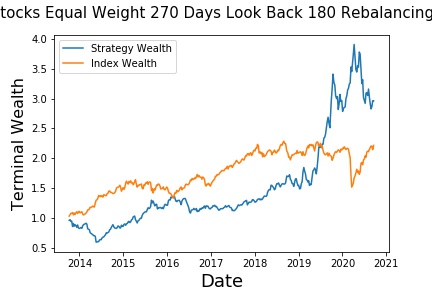 tocks Equal Weight 270 Days Look Back 180 Rebalancing
Strategy Wealth
Index Wealth
Terminal Wealth
4.0
3.5
3.0
2.5
2.0
1.5
1.0
0.5
2014 2015 2016 2017 2018 2019 2020 2021
Date